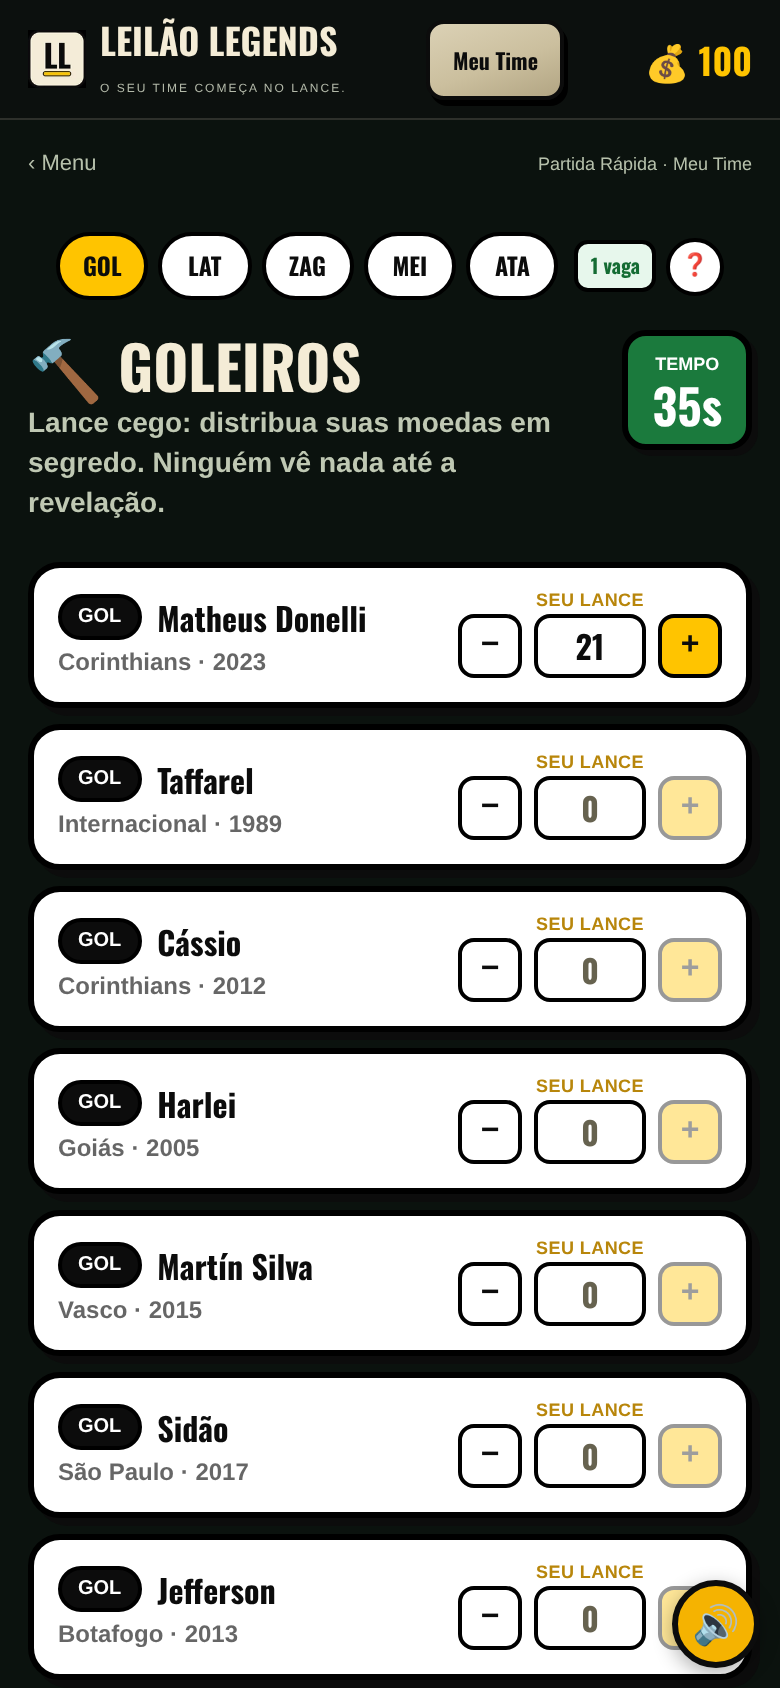 LL
LEILÃO LEGENDS
O SEU TIME COMEÇA NO LANCE.
Meu Time
100
‹ Menu
Partida Rápida · Meu Time
GOL
LAT
ZAG
MEI
ATA
1 vaga
?
GOLEIROS
TEMPO
35s
Lance cego: distribua suas moedas em
segredo. Ninguém vê nada até a
revelação.
GOL Matheus Donelli
Corinthians · 2023
SEU LANCE
− 21 +
GOL Taffarel
Internacional · 1989
SEU LANCE
− 0 +
GOL Cássio
Corinthians · 2012
SEU LANCE
− 0 +
GOL Harlei
Goiás · 2005
SEU LANCE
− 0 +
GOL Martín Silva
Vasco · 2015
SEU LANCE
− 0 +
GOL Sidão
São Paulo · 2017
SEU LANCE
− 0 +
GOL Jefferson
Botafogo · 2013
SEU LANCE
− 0